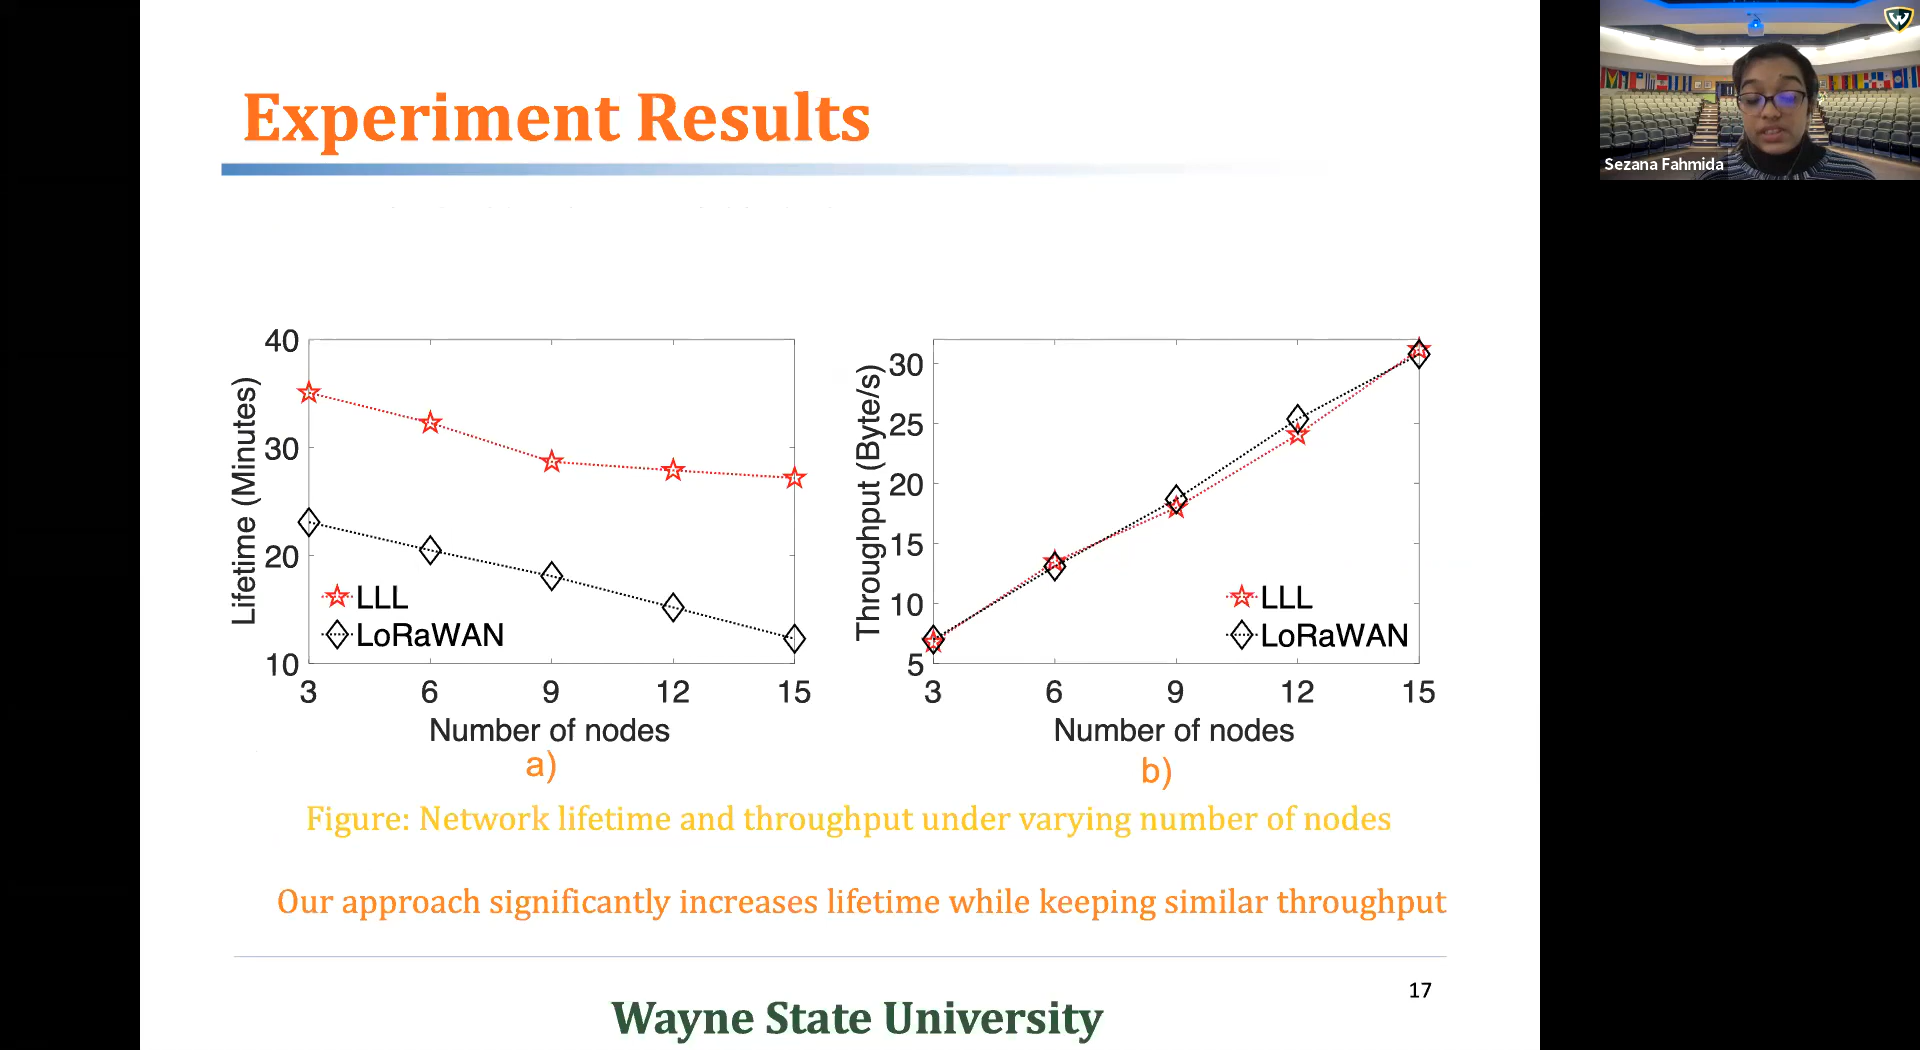 Experiment Results
Sezana Fahmida
40
30
20
10
Lifetime (Minutes)
LLL
LoRaWAN
3 6 9 12 15
Number of nodes
a)
30
25
20
15
10
5
Throughput (Byte/s)
LLL
LoRaWAN
3 6 9 12 15
Number of nodes
b)
Figure: Network lifetime and throughput under varying number of nodes
Our approach significantly increases lifetime while keeping similar throughput
17
Wayne State University